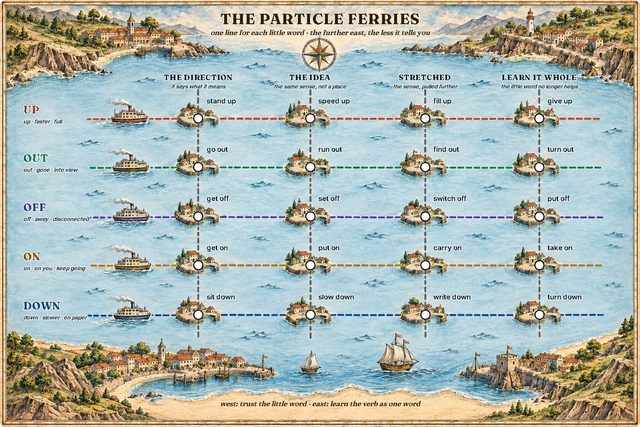 THE PARTICLE FERRIES
one line for each little word · the further east, the less it tells you
THE DIRECTION THE IDEA STRETCHED LEARN IT WHOLE
it says what it means the same sense, not a place the sense, pulled further the little word no longer helps
stand up speed up fill up give up
UP
up · faster · full
go out run out find out turn out
OUT
out · gone · into view
get off set off switch off put off
OFF
off · away · disconnected
get on put on carry on take on
ON
on · on you · keep going
sit down slow down write down turn down
DOWN
down · slower · on paper
west: trust the little word · east: learn the verb as one word